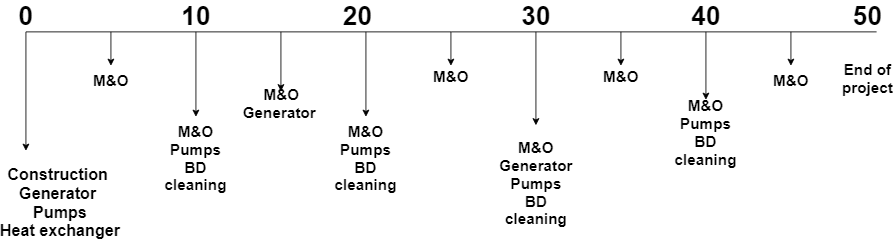 0 10 20 30 40 50
M&O
M&O
Generator
M&O
M&O
M&O
End of
project
M&O
Pumps
BD
cleaning
M&O
Pumps
BD
cleaning
M&O
Generator
Pumps
BD
cleaning
M&O
Pumps
BD
cleaning
Construction
Generator
Pumps
Heat exchanger